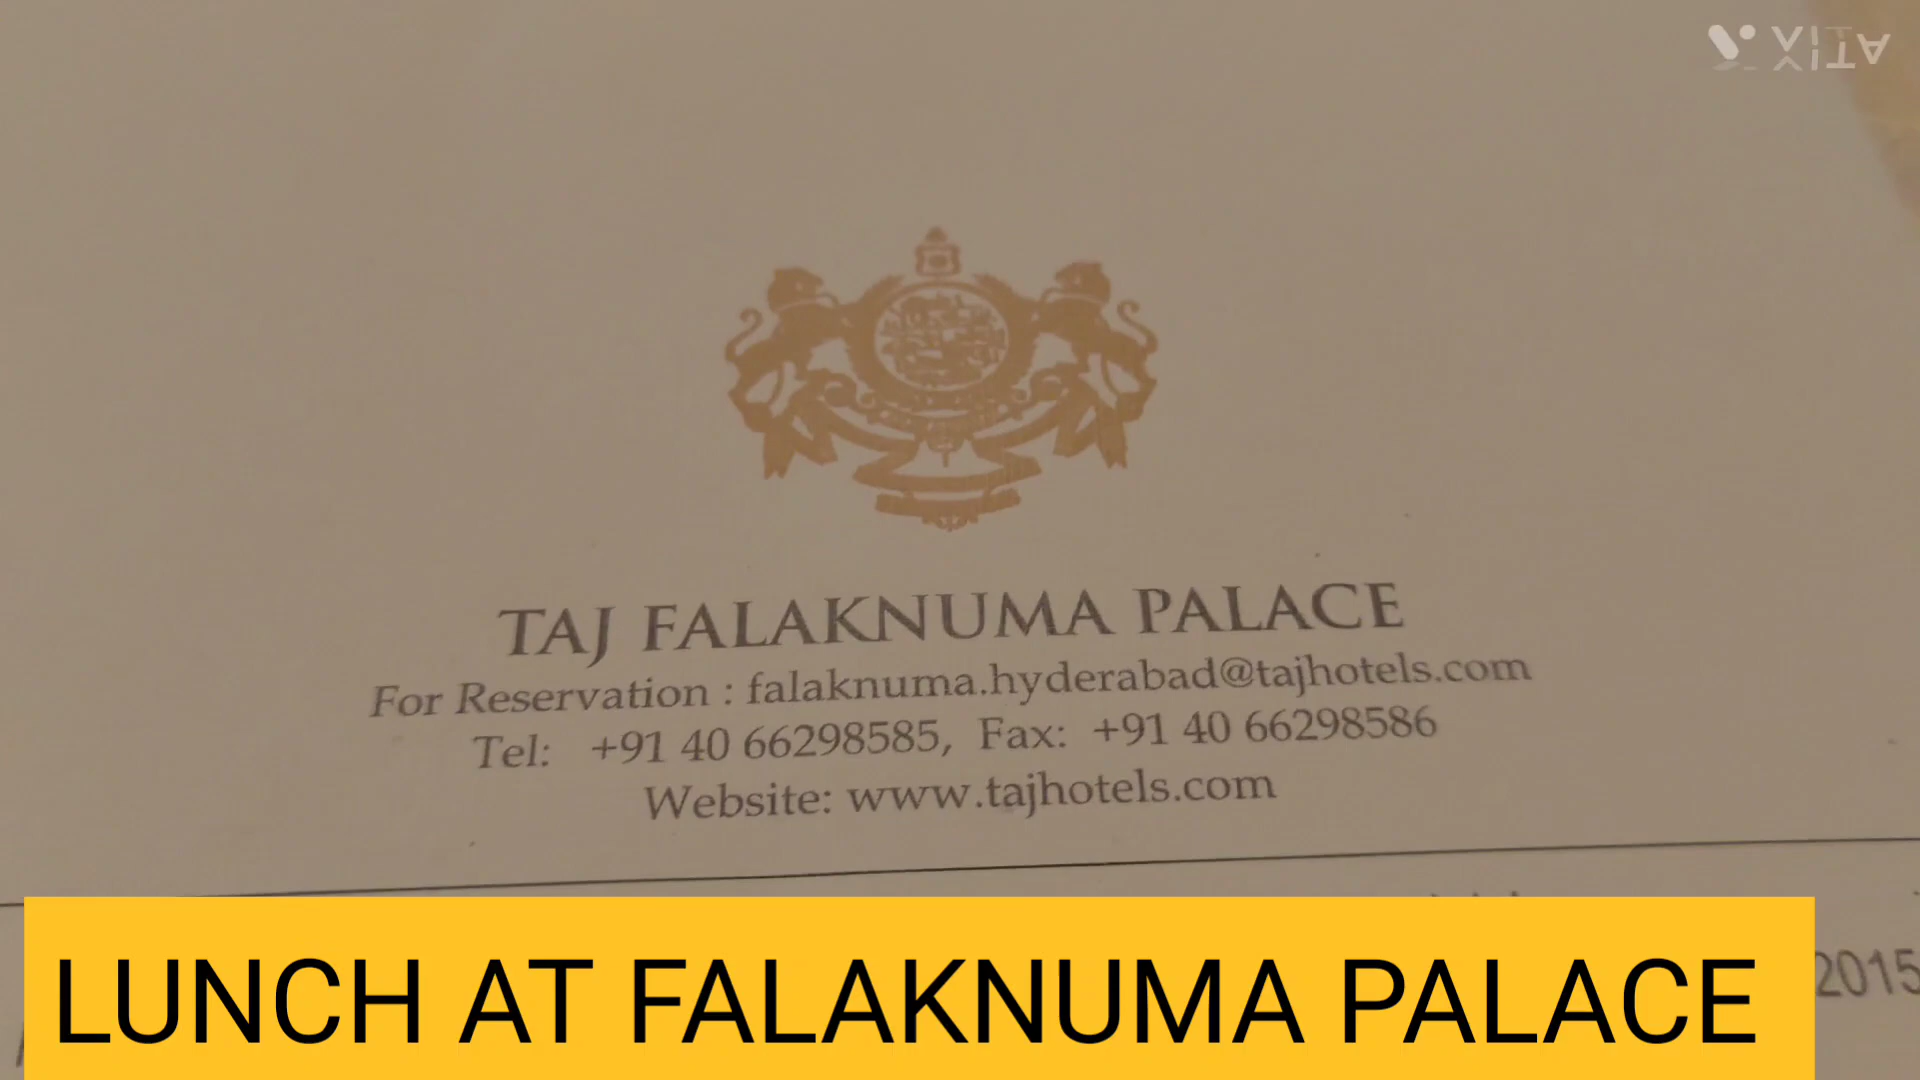 VITA
TAJ FALAKNUMA PALACE
For Reservation : falaknuma.hyderabad@tajhotels.com
Tel: +91 40 66298585, Fax: +91 40 66298586
Website: www.tajhotels.com
2015
LUNCH AT FALAKNUMA PALACE